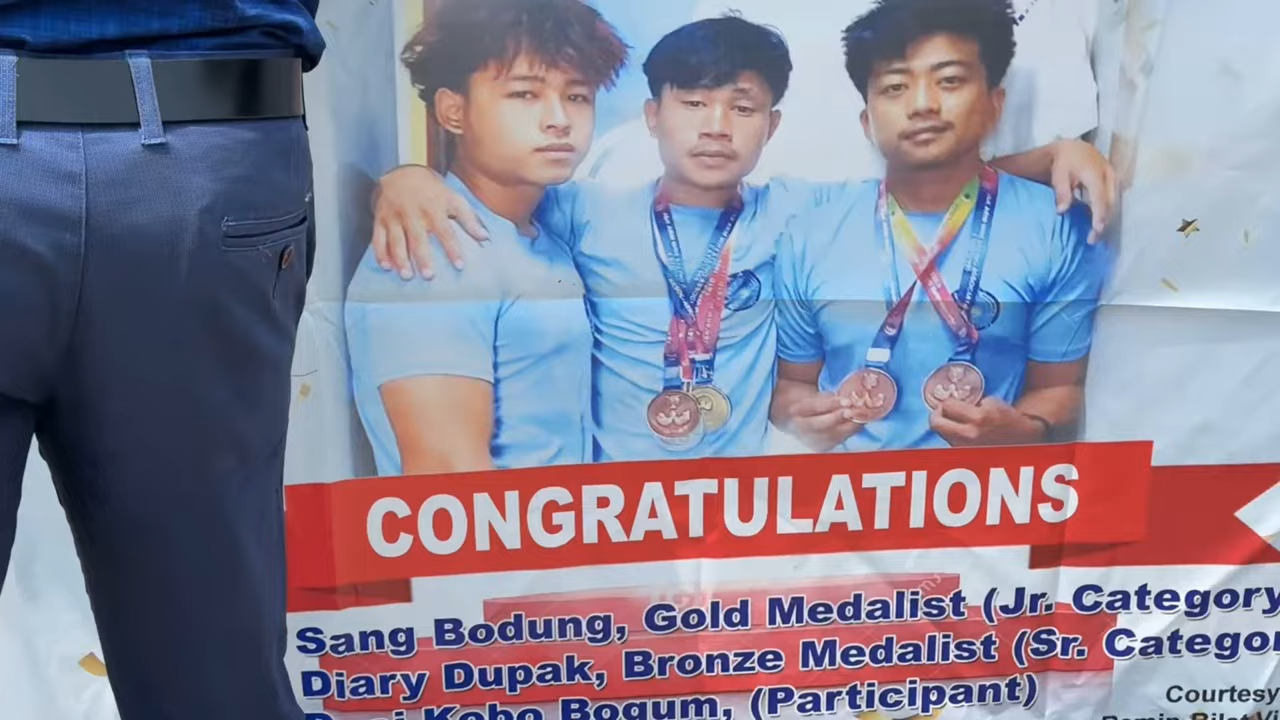 CONGRATULATIONS
Sang Bodung, Gold Medalist (Jr. Category
Diary Dupak, Bronze Medalist (Sr. Categor
Kobo Bogum, (Participant)
Courtesy